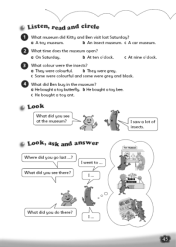 Listen, read and circle
1 What museum did Kitty and Ben visit last Saturday?
a A toy museum. b An insect museum. c A car museum.
2 What time does the museum open?
a On Saturday. b At ten o'clock. c At nine o'clock.
3 What colour were the insects?
a They were colourful. b They were grey.
c Some were colourful and some were grey and black.
4 What did Ben buy in the museum?
a He bought a toy butterfly. b He bought a toy bee.
c He bought a toy ant.
Look
What did you see
at the museum?
I saw a lot of
insects.
Look, ask and answer
Where did you go last ...?
I went to ...
What did you see there?
I ...
What did you do there?
I ...
45